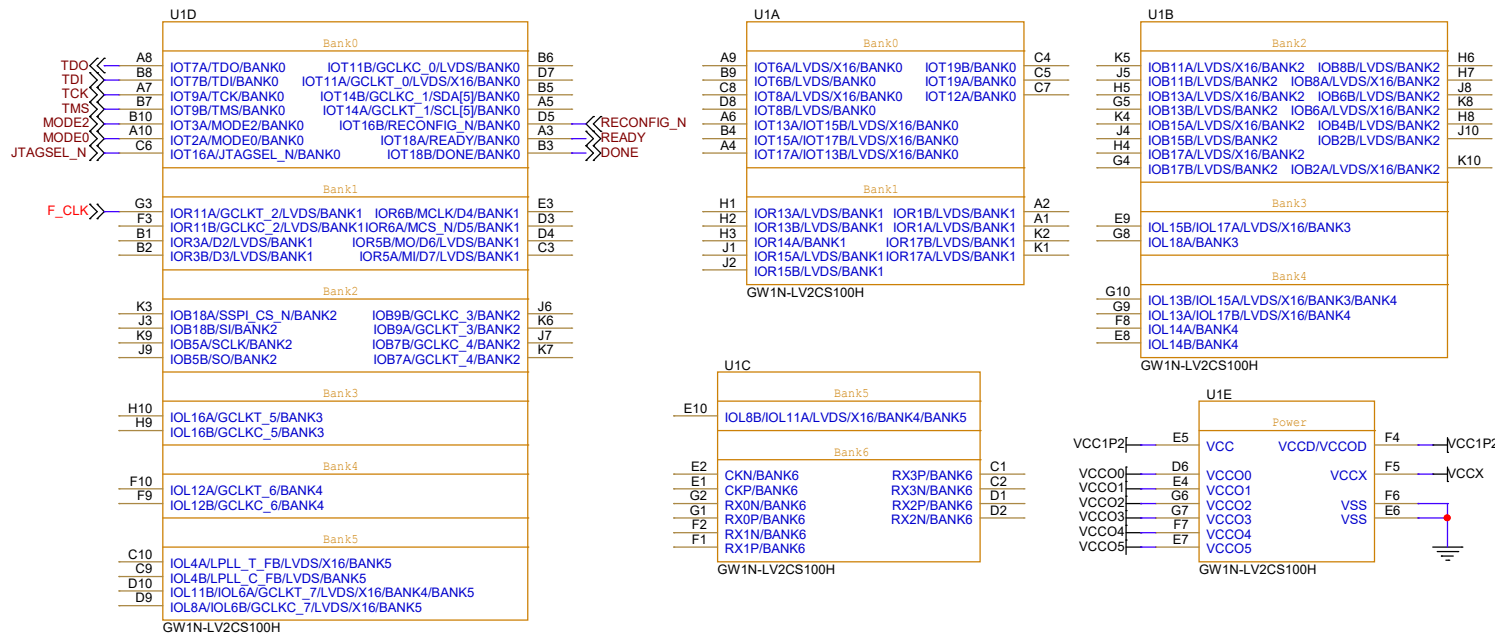 U1D
Bank0
TDO A8 IOT7A/TDO/BANK0 IOT11B/GCLKC_0/LVDS/BANK0 B6
TDI B8 IOT7B/TDI/BANK0 IOT11A/GCLKT_0/LVDS/X16/BANK0 D7
TCK A7 IOT9A/TCK/BANK0 IOT14B/GCLKC_1/SDA[5]/BANK0 B5
TMS B7 IOT9B/TMS/BANK0 IOT14A/GCLKT_1/SCL[5]/BANK0 A5
MODE2 B10 IOT3A/MODE2/BANK0 IOT16B/RECONFIG_N/BANK0 D5 RECONFIG_N
MODE0 A10 IOT2A/MODE0/BANK0 IOT18A/READY/BANK0 A3 READY
JTAGSEL_N C6 IOT16A/JTAGSEL_N/BANK0 IOT18B/DONE/BANK0 B3 DONE
Bank1
F_CLK G3 IOR11A/GCLKT_2/LVDS/BANK1 IOR6B/MCLK/D4/BANK1 E3
F3 IOR11B/GCLKC_2/LVDS/BANK1 IOR6A/MCS_N/D5/BANK1 D3
B1 IOR3A/D2/LVDS/BANK1 IOR5B/MO/D6/LVDS/BANK1 D4
B2 IOR3B/D3/LVDS/BANK1 IOR5A/MI/D7/LVDS/BANK1 C3
Bank2
K3 IOB18A/SSPI_CS_N/BANK2 IOB9B/GCLKC_3/BANK2 J6
J3 IOB18B/SI/BANK2 IOB9A/GCLKT_3/BANK2 K6
K9 IOB5A/SCLK/BANK2 IOB7B/GCLKC_4/BANK2 J7
J9 IOB5B/SO/BANK2 IOB7A/GCLKT_4/BANK2 K7
Bank3
H10 IOL16A/GCLKT_5/BANK3
H9 IOL16B/GCLKC_5/BANK3
Bank4
F10 IOL12A/GCLKT_6/BANK4
F9 IOL12B/GCLKC_6/BANK4
Bank5
C10 IOL4A/LPLL_T_FB/LVDS/X16/BANK5
C9 IOL4B/LPLL_C_FB/LVDS/BANK5
D10 IOL11B/IOL6A/GCLKT_7/LVDS/X16/BANK4/BANK5
D9 IOL8A/IOL6B/GCLKC_7/LVDS/X16/BANK5
GW1N-LV2CS100H
U1A
Bank0
A9 IOT6A/LVDS/X16/BANK0 IOT19B/BANK0 C4
B9 IOT6B/LVDS/BANK0 IOT19A/BANK0 C5
C8 IOT8A/LVDS/X16/BANK0 IOT12A/BANK0 C7
D8 IOT8B/LVDS/BANK0
A6 IOT13A/IOT15B/LVDS/X16/BANK0
B4 IOT15A/IOT17B/LVDS/X16/BANK0
A4 IOT17A/IOT13B/LVDS/X16/BANK0
Bank1
H1 IOR13A/LVDS/BANK1 IOR1B/LVDS/BANK1 A2
H2 IOR13B/LVDS/BANK1 IOR1A/LVDS/BANK1 A1
H3 IOR14A/BANK1 IOR17B/LVDS/BANK1 K2
J1 IOR15A/LVDS/BANK1 IOR17A/LVDS/BANK1 K1
J2 IOR15B/LVDS/BANK1
GW1N-LV2CS100H
U1B
Bank2
K5 IOB11A/LVDS/X16/BANK2 IOB8B/LVDS/BANK2 H6
J5 IOB11B/LVDS/BANK2 IOB8A/LVDS/X16/BANK2 H7
H5 IOB13A/LVDS/X16/BANK2 IOB6B/LVDS/BANK2 J8
G5 IOB13B/LVDS/BANK2 IOB6A/LVDS/X16/BANK2 K8
K4 IOB15A/LVDS/X16/BANK2 IOB4B/LVDS/BANK2 H8
J4 IOB15B/LVDS/BANK2 IOB2B/LVDS/BANK2 J10
H4 IOB17A/LVDS/X16/BANK2
G4 IOB17B/LVDS/BANK2 IOB2A/LVDS/X16/BANK2 K10
Bank3
E9 IOL15B/IOL17A/LVDS/X16/BANK3
G8 IOL18A/BANK3
Bank4
G10 IOL13B/IOL15A/LVDS/X16/BANK3/BANK4
G9 IOL13A/IOL17B/LVDS/X16/BANK4
F8 IOL14A/BANK4
E8 IOL14B/BANK4
GW1N-LV2CS100H
U1C
Bank5
E10 IOL8B/IOL11A/LVDS/X16/BANK4/BANK5
Bank6
E2 CKN/BANK6 RX3P/BANK6 C1
E1 CKP/BANK6 RX3N/BANK6 C2
G2 RX0N/BANK6 RX2P/BANK6 D1
G1 RX0P/BANK6 RX2N/BANK6 D2
F2 RX1N/BANK6
F1 RX1P/BANK6
GW1N-LV2CS100H
U1E
Power
VCC1P2 E5 VCC VCCD/VCCOD F4 VCC1P2
VCCO0 D6 VCCO0 VCCX F5 VCCX
VCCO1 E4 VCCO1
VCCO2 G6 VCCO2 VSS F6
VCCO3 G7 VCCO3 VSS E6
VCCO4 F7 VCCO4
VCCO5 E7 VCCO5
GW1N-LV2CS100H